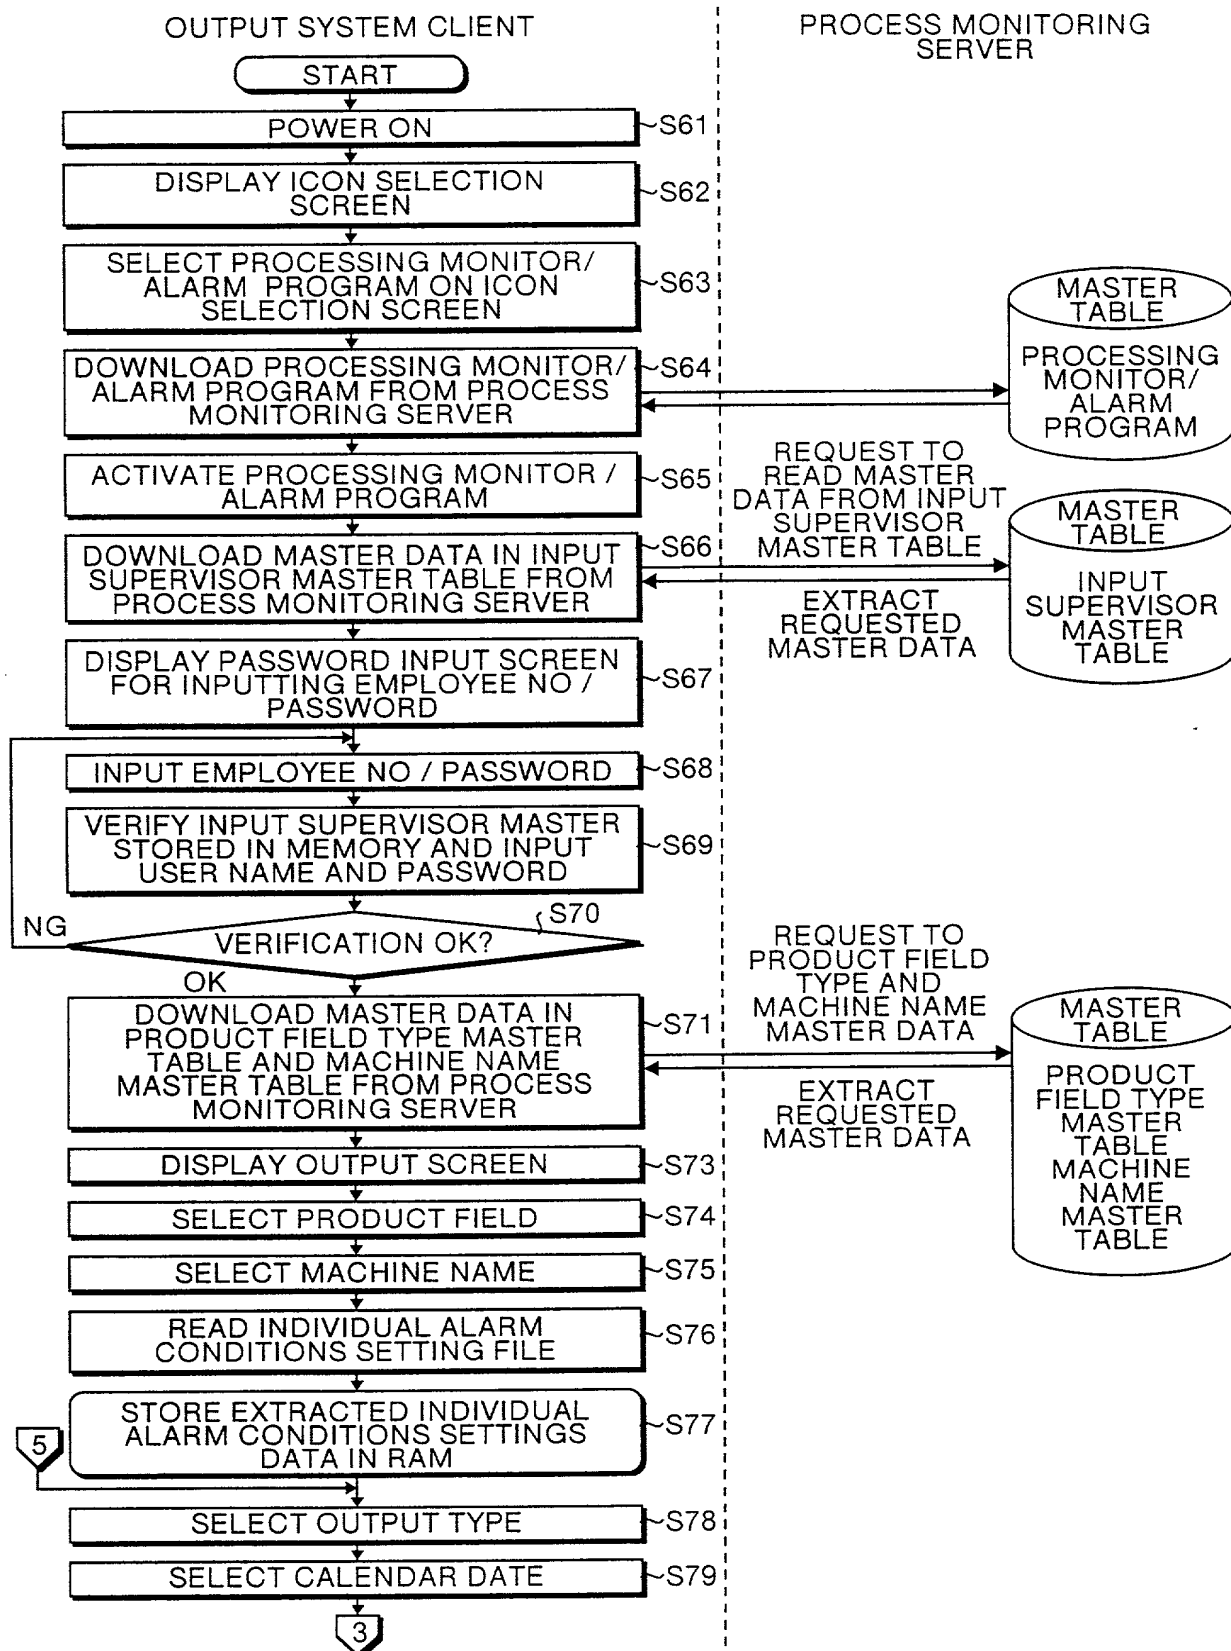 OUTPUT SYSTEM CLIENT
PROCESS MONITORING
SERVER
START
POWER ON
S61
DISPLAY ICON SELECTION
SCREEN
S62
SELECT PROCESSING MONITOR/
ALARM PROGRAM ON ICON
SELECTION SCREEN
S63
DOWNLOAD PROCESSING MONITOR/
ALARM PROGRAM FROM PROCESS
MONITORING SERVER
S64
MASTER
TABLE
PROCESSING
MONITOR/
ALARM
PROGRAM
ACTIVATE PROCESSING MONITOR /
ALARM PROGRAM
S65
REQUEST TO
READ MASTER
DATA FROM INPUT
SUPERVISOR
MASTER TABLE
DOWNLOAD MASTER DATA IN INPUT
SUPERVISOR MASTER TABLE FROM
PROCESS MONITORING SERVER
S66
EXTRACT
REQUESTED
MASTER DATA
MASTER
TABLE
INPUT
SUPERVISOR
MASTER
TABLE
DISPLAY PASSWORD INPUT SCREEN
FOR INPUTTING EMPLOYEE NO /
PASSWORD
S67
INPUT EMPLOYEE NO / PASSWORD
S68
VERIFY INPUT SUPERVISOR MASTER
STORED IN MEMORY AND INPUT
USER NAME AND PASSWORD
S69
NG
VERIFICATION OK?
S70
OK
DOWNLOAD MASTER DATA IN
PRODUCT FIELD TYPE MASTER
TABLE AND MACHINE NAME
MASTER TABLE FROM PROCESS
MONITORING SERVER
S71
REQUEST TO
PRODUCT FIELD
TYPE AND
MACHINE NAME
MASTER DATA
EXTRACT
REQUESTED
MASTER DATA
MASTER
TABLE
PRODUCT
FIELD TYPE
MASTER
TABLE
MACHINE
NAME
MASTER
TABLE
DISPLAY OUTPUT SCREEN
S73
SELECT PRODUCT FIELD
S74
SELECT MACHINE NAME
S75
READ INDIVIDUAL ALARM
CONDITIONS SETTING FILE
S76
STORE EXTRACTED INDIVIDUAL
ALARM CONDITIONS SETTINGS
DATA IN RAM
S77
5
SELECT OUTPUT TYPE
S78
SELECT CALENDAR DATE
S79
3